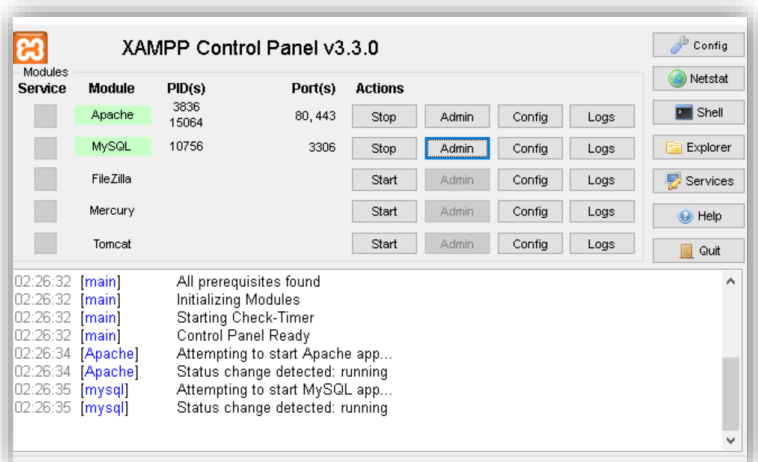 XAMPP Control Panel v3.3.0
Config
Modules
Service Module PID(s) Port(s) Actions
Netstat
Apache 3836 15064 80, 443 Stop Admin Config Logs
Shell
MySQL 10756 3306 Stop Admin Config Logs
Explorer
FileZilla Start Admin Config Logs
Services
Mercury Start Admin Config Logs
Help
Tomcat Start Admin Config Logs
Quit
02:26:32 [main] All prerequisites found
02:26:32 [main] Initializing Modules
02:26:32 [main] Starting Check-Timer
02:26:32 [main] Control Panel Ready
02:26:34 [Apache] Attempting to start Apache app...
02:26:34 [Apache] Status change detected: running
02:26:35 [mysql] Attempting to start MySQL app...
02:26:35 [mysql] Status change detected: running